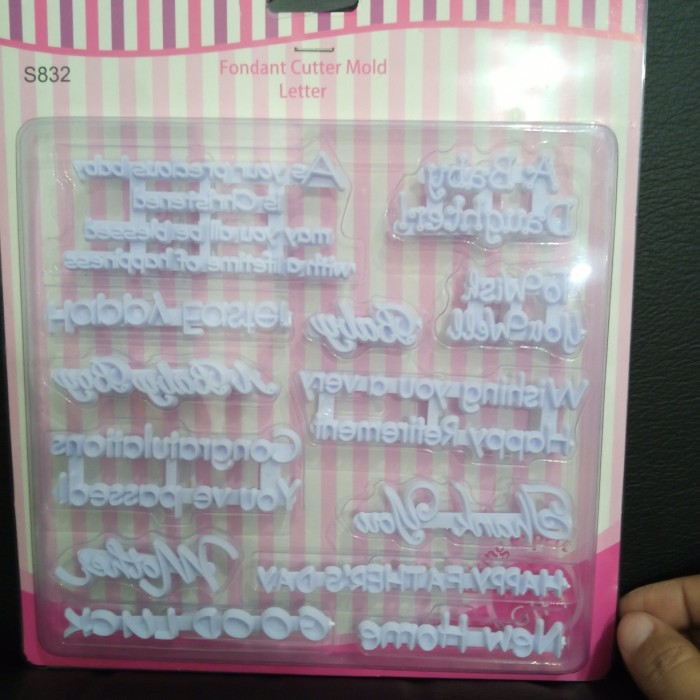 S832
Fondant Cutter Mold
Letter
As your precious baby
is Christened
may you all be blessed
with a lifetime of happiness
A Baby
Daughter!
To Wish
You Well
Happy Easter
Baby
A Baby Boy
Wishing you a very
Happy Retirement
Congratulations
You've passed!
Thank You
Mother
HAPPY FATHER'S DAY
GOOD LUCK
New Home